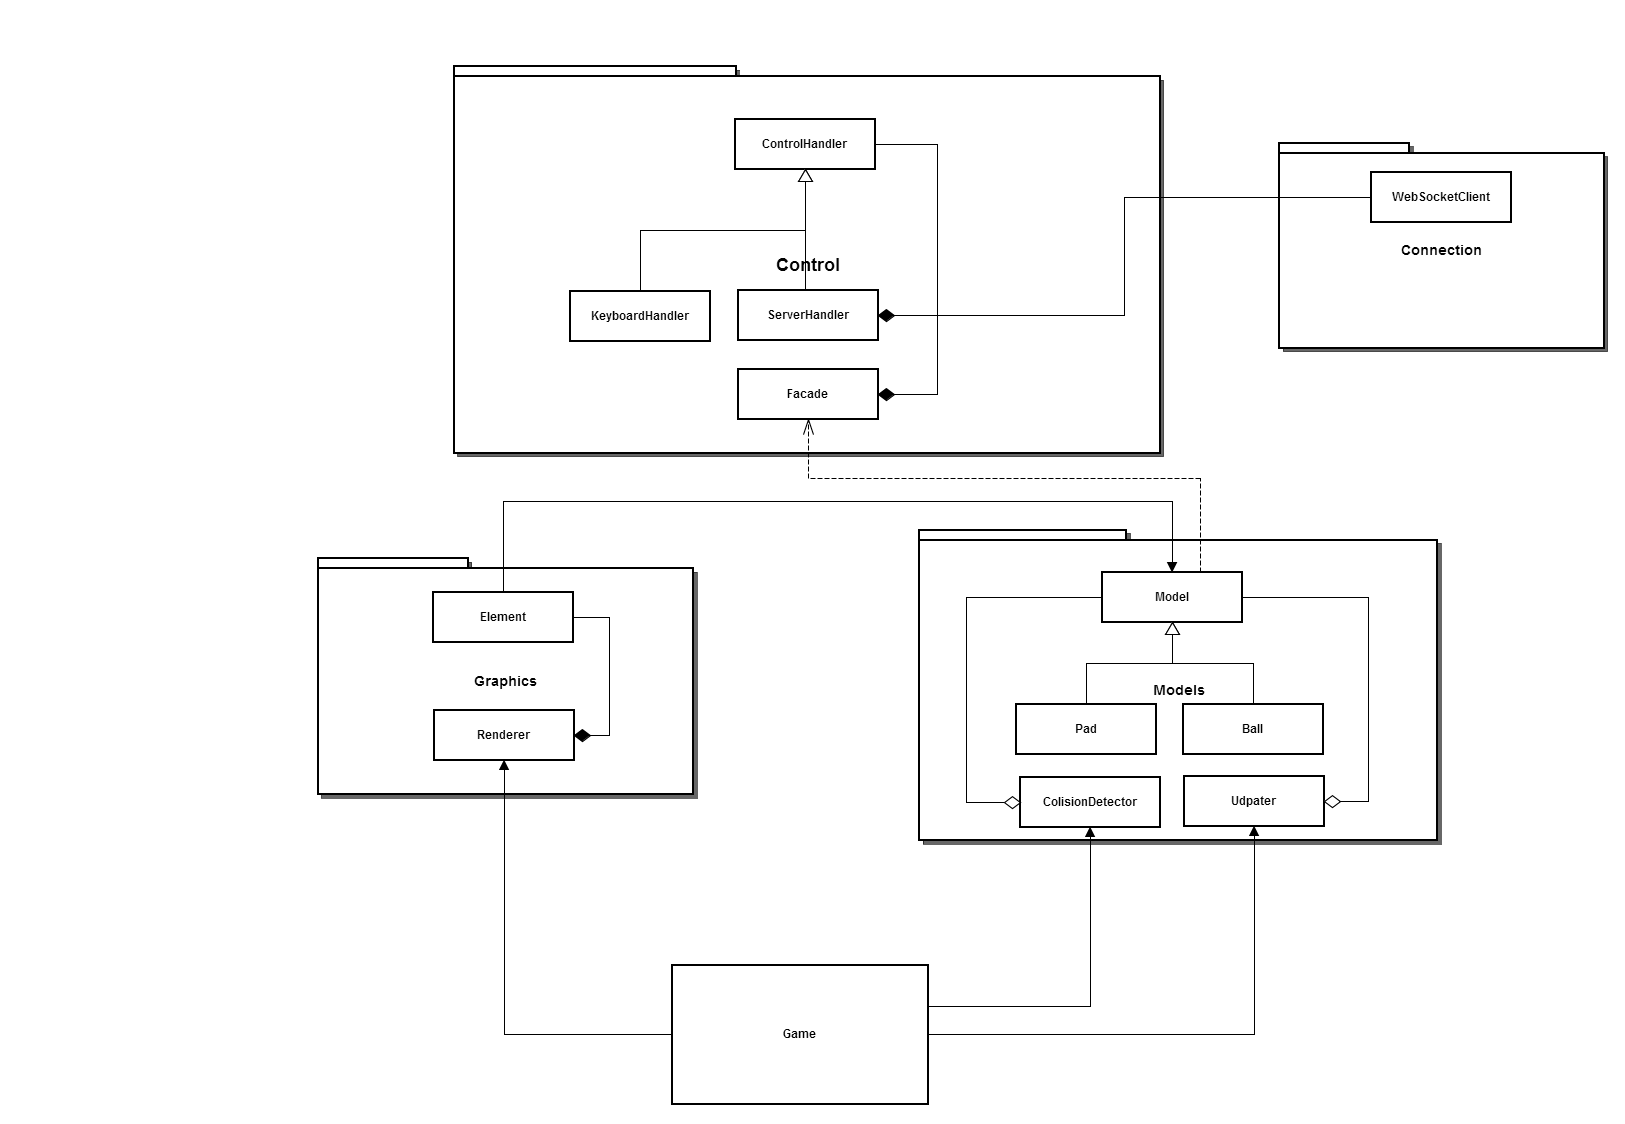 ControlHandler
WebSocketClient
Connection
Control
KeyboardHandler
ServerHandler
Facade
Element
Model
Graphics
Models
Renderer
Pad
Ball
ColisionDetector
Udpater
Game